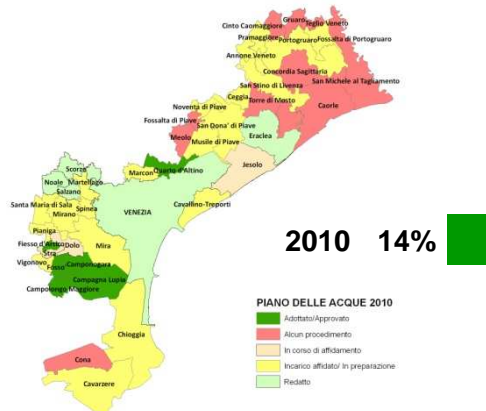 Cinto Caomaggiore
Gruaro
Teglio Veneto
Pramaggiore
Portogruaro
Fossalta di Portogruaro
Annone Veneto
Concordia Sagittaria
San Michele al Tagliamento
San Stino di Livenza
Ceggia
Torre di Mosto
Caorle
Noventa di Piave
Fossalta di Piave
San Dona' di Piave
Eraclea
Meolo
Musile di Piave
Jesolo
Quarto d'Altino
Marcon
Scorze'
Noale
Martellago
Salzano
Cavallino-Treporti
Santa Maria di Sala
Spinea
Mirano
VENEZIA
Pianiga
Fiesso d'Artico
Dolo
Mira
Stra
Vigonovo
Fosso'
Camponogara
Campagna Lupia
Campolongo Maggiore
Chioggia
Cona
Cavarzere
2010 14%
PIANO DELLE ACQUE 2010
Adottato/Approvato
Alcun procedimento
In corso di affidamento
Incarico affidato/ In preparazione
Redatto